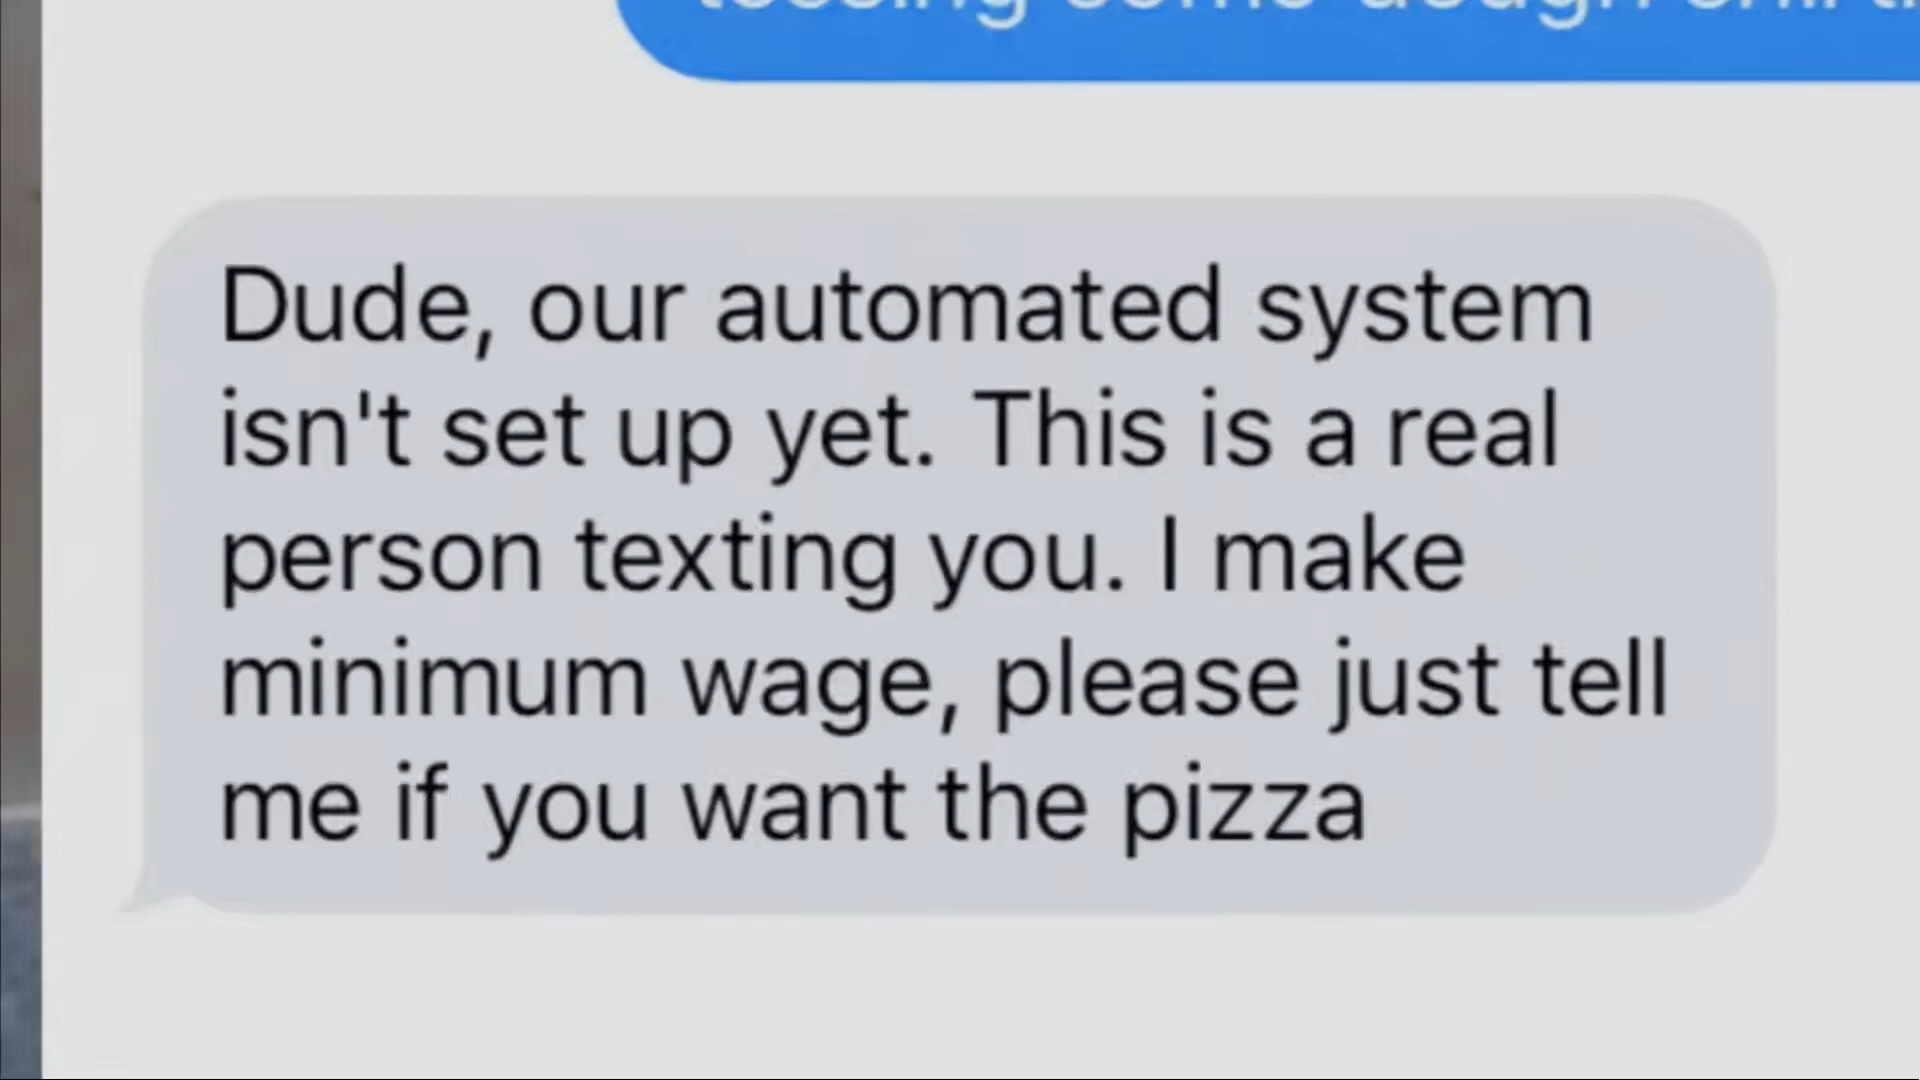 Dude, our automated system
isn't set up yet. This is a real
person texting you. I make
minimum wage, please just tell
me if you want the pizza